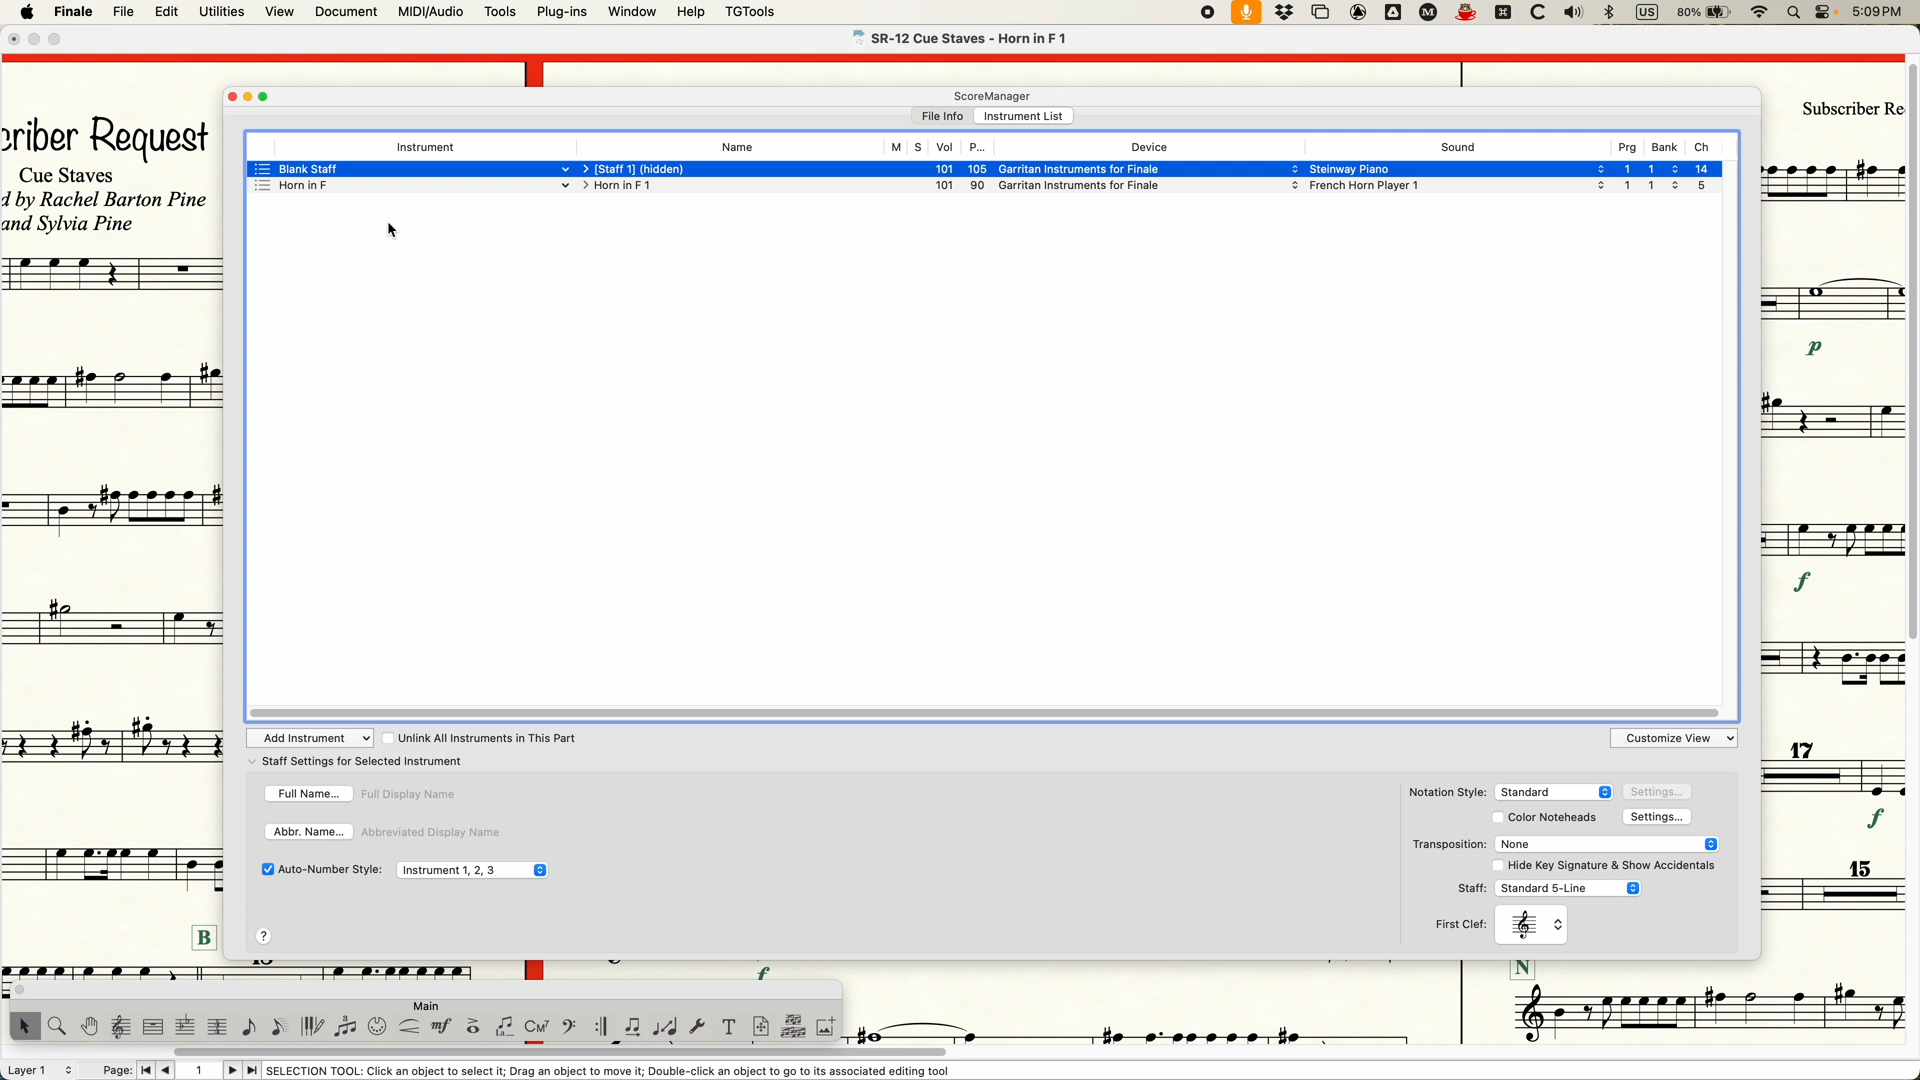 Finale File Edit Utilities View Document MIDI/Audio Tools Plug-ins Window Help TGTools US 80% 5:09 PM
SR-12 Cue Staves - Horn in F 1
ScoreManager
File Info Instrument List
Instrument Name M S Vol P... Device Sound Prg Bank Ch
Blank Staff [Staff 1] (hidden) 101 105 Garritan Instruments for Finale Steinway Piano 1 1 14
Horn in F Horn in F 1 101 90 Garritan Instruments for Finale French Horn Player 1 1 1 5
criber Request
Cue Staves
d by Rachel Barton Pine
and Sylvia Pine
Subscriber Re
p
f
17
f
15
Add Instrument Unlink All Instruments in This Part Customize View
Staff Settings for Selected Instrument
Full Name... Full Display Name
Abbr. Name... Abbreviated Display Name
Auto-Number Style: Instrument 1, 2, 3
?
Notation Style: Standard Settings...
Color Noteheads Settings...
Transposition: None
Hide Key Signature & Show Accidentals
Staff: Standard 5-Line
First Clef:
B
N
f
Main
mf CM7 T
Layer 1 Page: 1 SELECTION TOOL: Click an object to select it; Drag an object to move it; Double-click an object to go to its associated editing tool